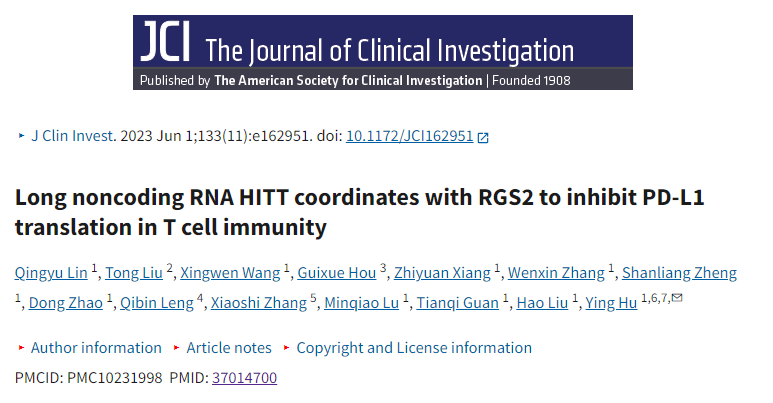 JCI The Journal of Clinical Investigation
Published by The American Society for Clinical Investigation | Founded 1908
J Clin Invest. 2023 Jun 1;133(11):e162951. doi: 10.1172/JCI162951
Long noncoding RNA HITT coordinates with RGS2 to inhibit PD-L1
translation in T cell immunity
Qingyu Lin 1, Tong Liu 2, Xingwen Wang 1, Guixue Hou 3, Zhiyuan Xiang 1, Wenxin Zhang 1, Shanliang Zheng
1, Dong Zhao 1, Qibin Leng 4, Xiaoshi Zhang 5, Minqiao Lu 1, Tianqi Guan 1, Hao Liu 1, Ying Hu 1,6,7,✉
Author information Article notes Copyright and License information
PMCID: PMC10231998 PMID: 37014700